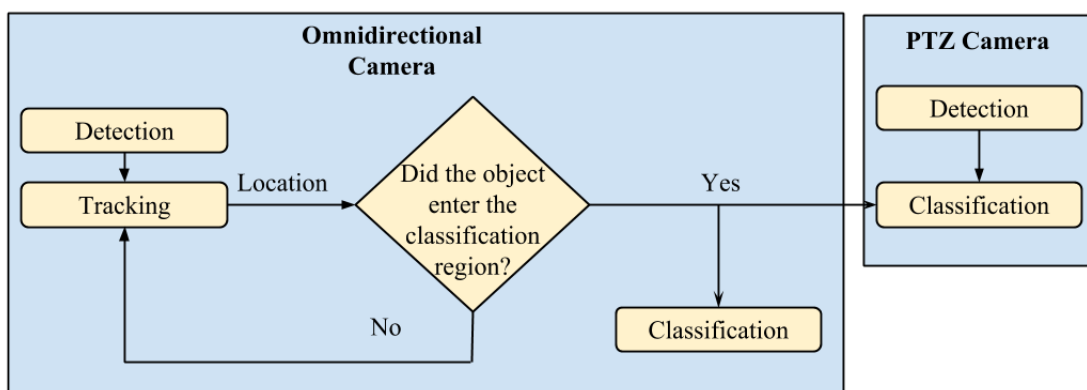 Omnidirectional
Camera
PTZ Camera
Detection
Tracking
Location
Did the object
enter the
classification
region?
Yes
No
Classification
Detection
Classification